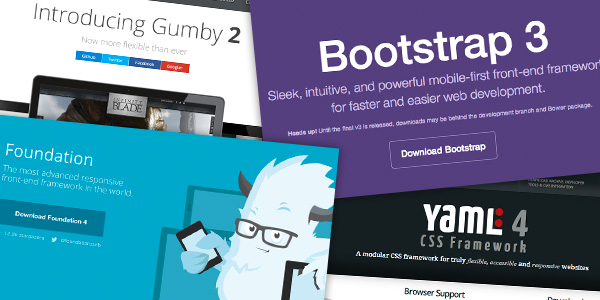 Introducing Gumby 2
Now more flexible than ever
Github Twitter Facebook Google+
BLADE
Bootstrap 3
Sleek, intuitive, and powerful mobile-first front-end framework
for faster and easier web development.
Heads up! Until the final v3 is released, downloads may be behind the development branch and Bower package.
Download Bootstrap
Foundation
The most advanced responsive
front-end framework in the world.
Download Foundation 4
YAML 4
CSS Framework
A modular CSS framework for truly flexible, accessible and responsive websites
Browser Support